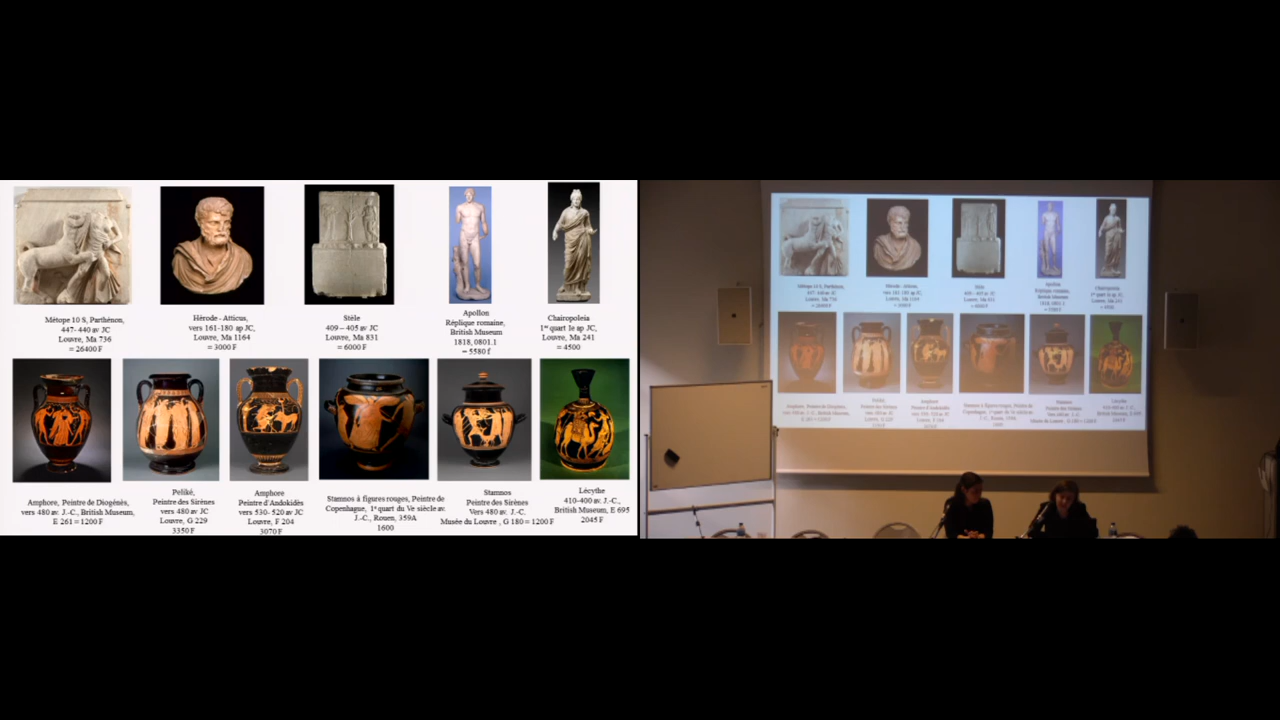 Métope 10 S, Parthénon,
447- 440 av JC
Louvre, Ma 736
= 26400 F
Hérode - Atticus,
vers 161-180 ap JC,
Louvre, Ma 1164
= 3000 F
Stèle
409 – 405 av JC
Louvre, Ma 831
= 6000 F
Apollon
Réplique romaine,
British Museum
1818, 0801.1
= 5580 f
Chairopoleia
1er quart 1e ap JC,
Louvre, Ma 241
= 4500
Amphore, Peintre de Diogénès,
vers 480 av. J.-C., British Museum,
E 261 = 1200 F
Péliké,
Peintre des Sirènes
vers 480 av JC
Louvre, G 229
3350 F
Amphore
Peintre d'Andokidès
vers 530- 520 av JC
Louvre, F 204
3070 F
Stamnos à figures rouges, Peintre de
Copenhague, 1e quart du Ve siècle av.
J.-C., Rouen, 359A
1600
Stamnos
Peintre des Sirènes
Vers 480 av. J.-C.
Musée du Louvre , G 180 = 1200 F
Lécythe
410-400 av. J.-C.,
British Museum, E 695
2045 F